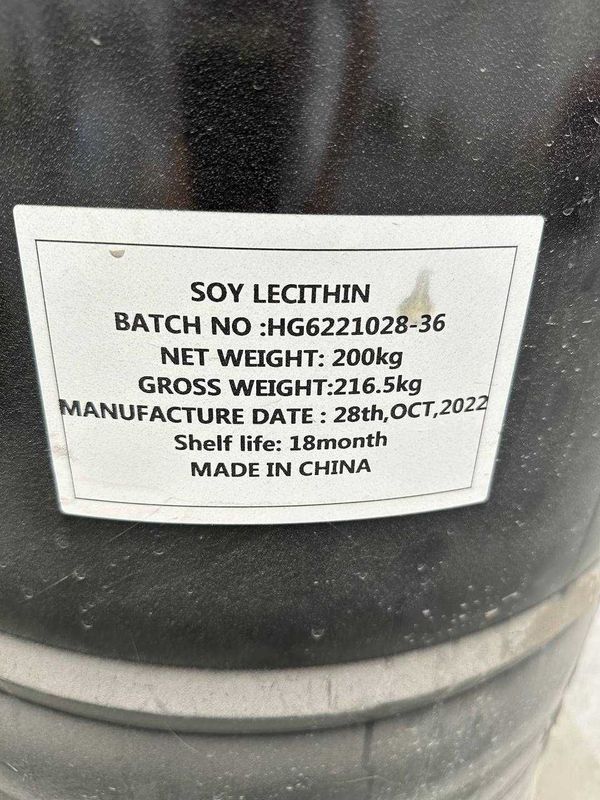 SOY LECITHIN
BATCH NO :HG6221028-36
NET WEIGHT: 200kg
GROSS WEIGHT:216.5kg
MANUFACTURE DATE : 28th,OCT,2022
Shelf life: 18month
MADE IN CHINA